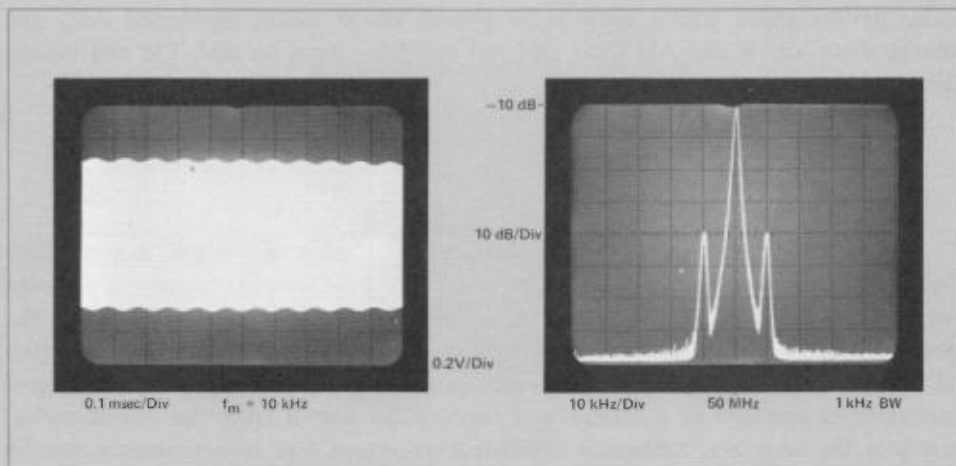 -10 dB-
10 dB/Div
0.2V/Div
0.1 msec/Div fm = 10 kHz
10 kHz/Div 50 MHz 1 kHz BW